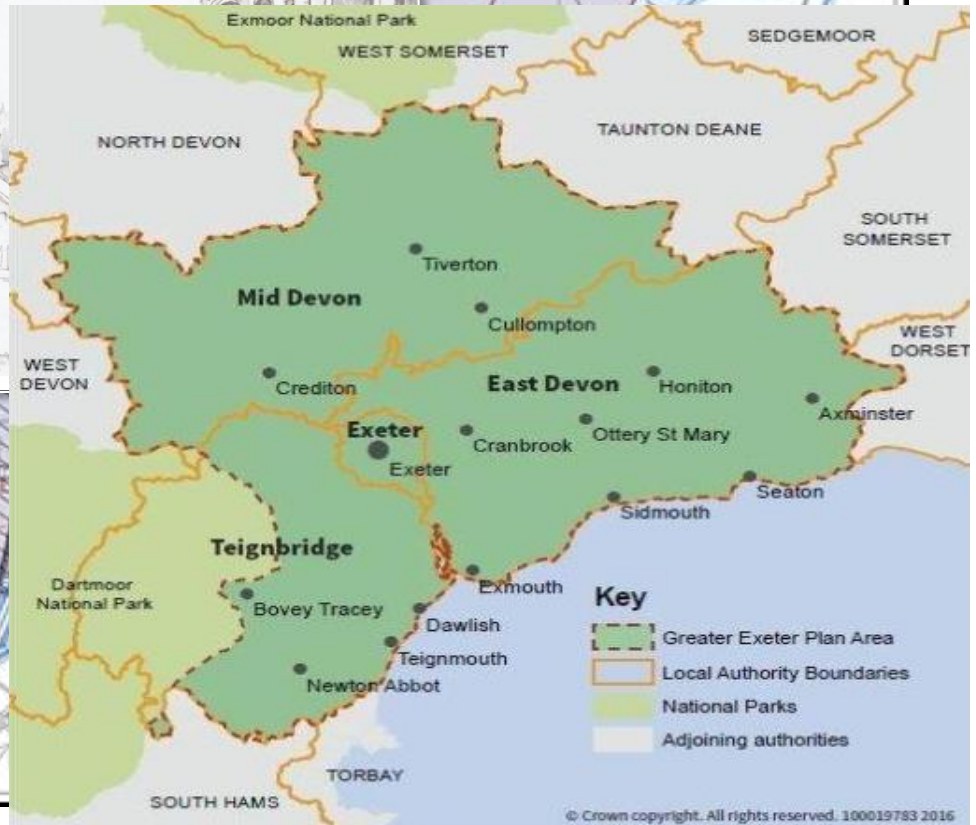 Exmoor National Park
WEST SOMERSET
SEDGEMOOR
NORTH DEVON
TAUNTON DEANE
SOUTH
SOMERSET
Tiverton
Mid Devon
Cullompton
WEST
DORSET
WEST
DEVON
Crediton
East Devon
Honiton
Axminster
Exeter
Cranbrook
Ottery St Mary
Exeter
Seaton
Sidmouth
Teignbridge
Exmouth
Dartmoor
National Park
Bovey Tracey
Dawlish
Teignmouth
Newton Abbot
Key
Greater Exeter Plan Area
Local Authority Boundaries
National Parks
Adjoining authorities
TORBAY
SOUTH HAMS
© Crown copyright. All rights reserved. 100019783 2016